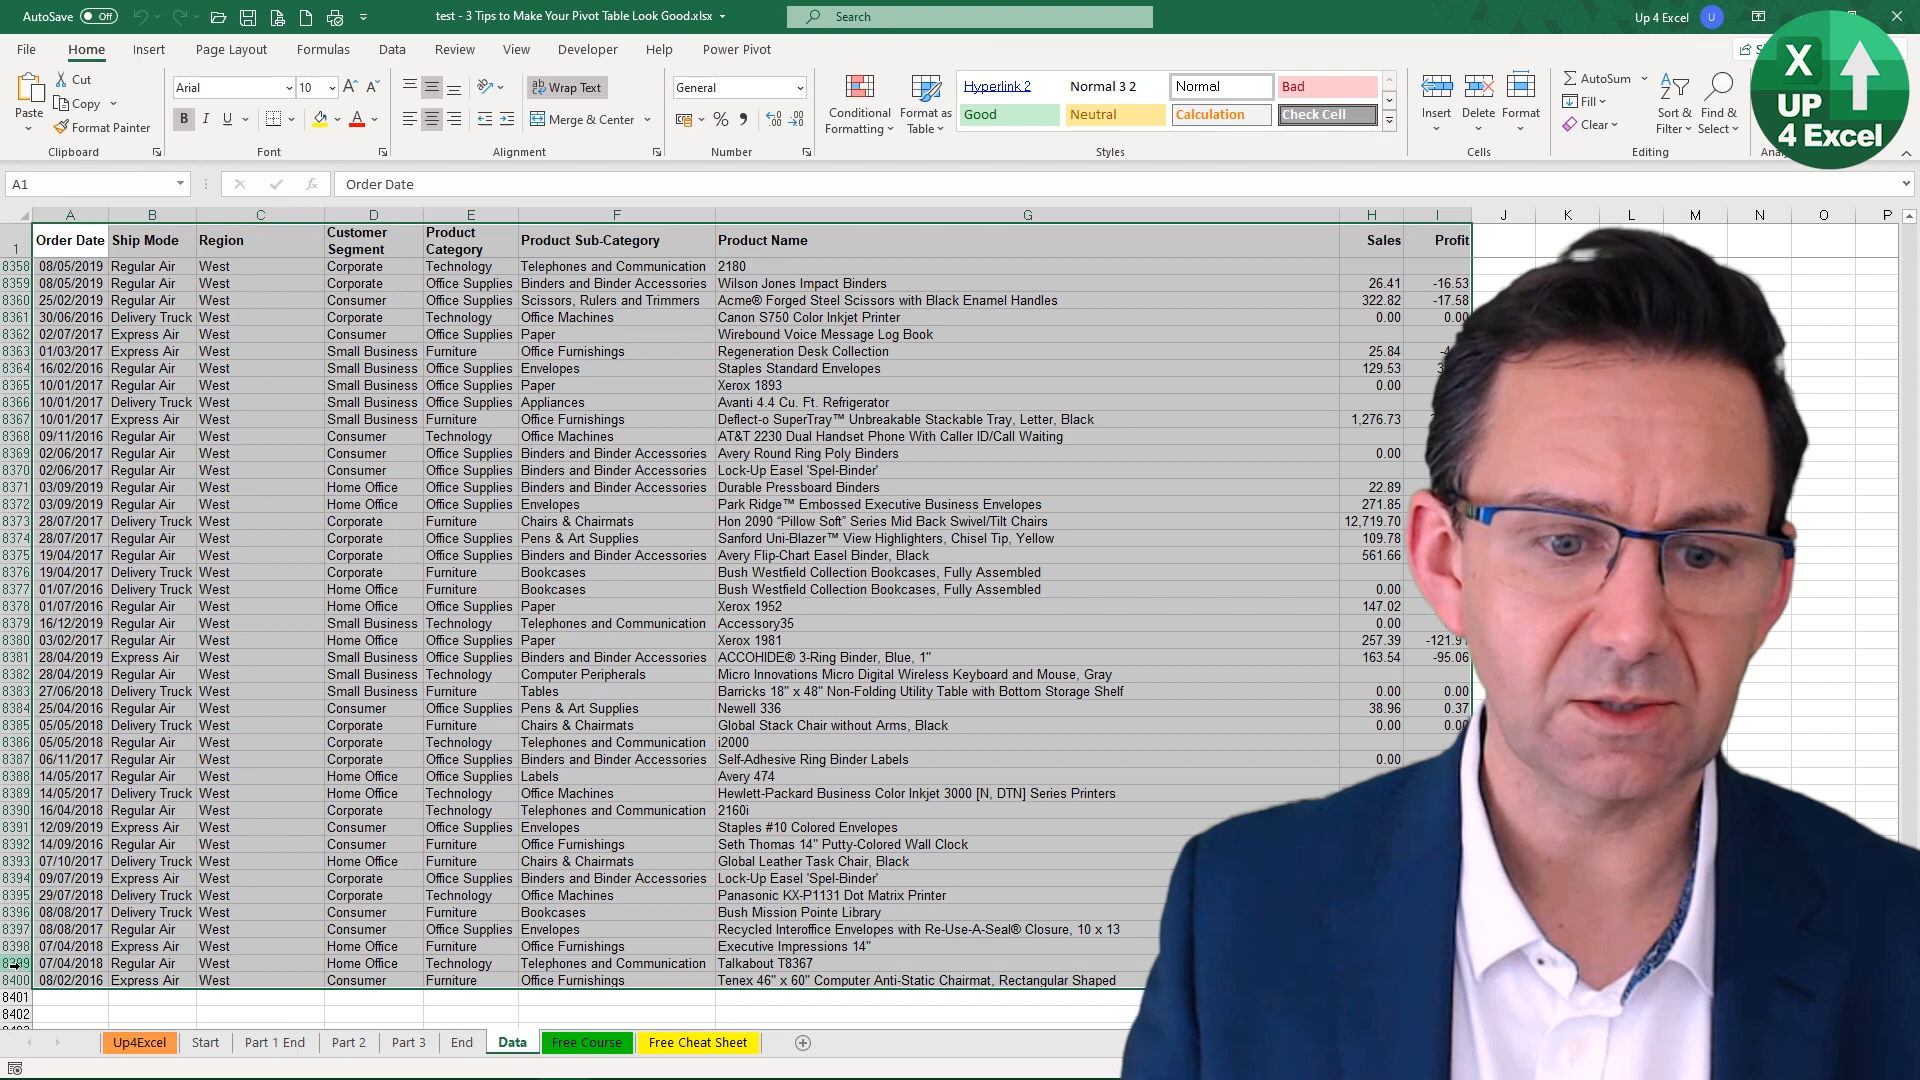 AutoSave Off test - 3 Tips to Make Your Pivot Table Look Good.xlsx Search Up 4 Excel U
File Home Insert Page Layout Formulas Data Review View Developer Help Power Pivot
Paste Cut Copy Format Painter Clipboard
Arial 10 B I U Font
Wrap Text Merge & Center Alignment
General Number
Conditional Formatting Format as Table
Hyperlink 2 Normal 3 2 Normal Bad
Good Neutral Calculation Check Cell
Styles
Insert Delete Format Cells
AutoSum Fill Clear Sort & Filter Find & Select Editing
X UP 4 Excel
A1 Order Date
A B C D E F G H I J K L M N O P
1 Order Date Ship Mode Region Customer Segment Product Category Product Sub-Category Product Name Sales Profit
8358 08/05/2019 Regular Air West Corporate Technology Telephones and Communication 2180
8359 08/05/2019 Regular Air West Corporate Office Supplies Binders and Binder Accessories Wilson Jones Impact Binders 26.41 -16.53
8360 25/02/2019 Regular Air West Consumer Office Supplies Scissors, Rulers and Trimmers Acme® Forged Steel Scissors with Black Enamel Handles 322.82 -17.58
8361 30/06/2016 Delivery Truck West Corporate Technology Office Machines Canon S750 Color Inkjet Printer 0.00 0.00
8362 02/07/2017 Express Air West Consumer Office Supplies Paper Wirebound Voice Message Log Book
8363 01/03/2017 Express Air West Small Business Furniture Office Furnishings Regeneration Desk Collection 25.84
8364 16/02/2016 Regular Air West Small Business Office Supplies Envelopes Staples Standard Envelopes 129.53
8365 10/01/2017 Regular Air West Small Business Office Supplies Paper Xerox 1893 0.00
8366 10/01/2017 Delivery Truck West Small Business Office Supplies Appliances Avanti 4.4 Cu. Ft. Refrigerator
8367 10/01/2017 Express Air West Small Business Furniture Office Furnishings Deflect-o SuperTray™ Unbreakable Stackable Tray, Letter, Black 1,276.73
8368 09/11/2016 Regular Air West Consumer Technology Office Machines AT&T 2230 Dual Handset Phone With Caller ID/Call Waiting
8369 02/06/2017 Regular Air West Consumer Office Supplies Binders and Binder Accessories Avery Round Ring Poly Binders 0.00
8370 02/06/2017 Regular Air West Consumer Office Supplies Binders and Binder Accessories Lock-Up Easel 'Spel-Binder'
8371 03/09/2019 Regular Air West Home Office Office Supplies Binders and Binder Accessories Durable Pressboard Binders 22.89
8372 03/09/2019 Regular Air West Home Office Office Supplies Envelopes Park Ridge™ Embossed Executive Business Envelopes 271.85
8373 28/07/2017 Delivery Truck West Corporate Furniture Chairs & Chairmats Hon 2090 “Pillow Soft” Series Mid Back Swivel/Tilt Chairs 12,719.70
8374 28/07/2017 Regular Air West Corporate Office Supplies Pens & Art Supplies Sanford Uni-Blazer™ View Highlighters, Chisel Tip, Yellow 109.78
8375 19/04/2017 Regular Air West Corporate Office Supplies Binders and Binder Accessories Avery Flip-Chart Easel Binder, Black 561.66
8376 19/04/2017 Delivery Truck West Corporate Furniture Bookcases Bush Westfield Collection Bookcases, Fully Assembled
8377 01/07/2016 Delivery Truck West Home Office Furniture Bookcases Bush Westfield Collection Bookcases, Fully Assembled 0.00
8378 01/07/2016 Regular Air West Home Office Office Supplies Paper Xerox 1952 147.02
8379 16/12/2019 Regular Air West Small Business Technology Telephones and Communication Accessory35 0.00
8380 03/02/2017 Regular Air West Home Office Office Supplies Paper Xerox 1981 257.39
8381 28/04/2019 Express Air West Small Business Office Supplies Binders and Binder Accessories ACCOHIDE® 3-Ring Binder, Blue, 1" 163.54 -95.06
8382 28/04/2019 Regular Air West Small Business Technology Computer Peripherals Micro Innovations Micro Digital Wireless Keyboard and Mouse, Gray
8383 27/06/2018 Delivery Truck West Small Business Furniture Tables Barricks 18" x 48" Non-Folding Utility Table with Bottom Storage Shelf 0.00 0.00
8384 25/04/2016 Regular Air West Consumer Office Supplies Pens & Art Supplies Newell 336 38.96 0.37
8385 05/05/2018 Delivery Truck West Corporate Furniture Chairs & Chairmats Global Stack Chair without Arms, Black 0.00 0.00
8386 05/05/2018 Regular Air West Corporate Technology Telephones and Communication i2000
8387 06/11/2017 Regular Air West Corporate Office Supplies Binders and Binder Accessories Self-Adhesive Ring Binder Labels 0.00
8388 14/05/2017 Regular Air West Home Office Office Supplies Labels Avery 474
8389 14/05/2017 Delivery Truck West Home Office Technology Office Machines Hewlett-Packard Business Color Inkjet 3000 [N, DTN] Series Printers
8390 16/04/2018 Regular Air West Corporate Technology Telephones and Communication 2160i
8391 12/09/2019 Express Air West Consumer Office Supplies Envelopes Staples #10 Colored Envelopes
8392 14/09/2016 Regular Air West Consumer Furniture Office Furnishings Seth Thomas 14" Putty-Colored Wall Clock
8393 07/10/2017 Delivery Truck West Home Office Furniture Chairs & Chairmats Global Leather Task Chair, Black
8394 09/07/2019 Express Air West Corporate Office Supplies Binders and Binder Accessories Lock-Up Easel 'Spel-Binder'
8395 29/07/2018 Delivery Truck West Corporate Technology Office Machines Panasonic KX-P1131 Dot Matrix Printer
8396 08/08/2017 Delivery Truck West Consumer Furniture Bookcases Bush Mission Pointe Library
8397 08/08/2017 Regular Air West Consumer Office Supplies Envelopes Recycled Interoffice Envelopes with Re-Use-A-Seal® Closure, 10 x 13
8398 07/04/2018 Express Air West Home Office Furniture Office Furnishings Executive Impressions 14"
8399 07/04/2018 Regular Air West Home Office Technology Telephones and Communication Talkabout T8367
8400 08/02/2016 Express Air West Consumer Furniture Office Furnishings Tenex 46" x 60" Computer Anti-Static Chairmat, Rectangular Shaped
8401
8402
Up4Excel Start Part 1 End Part 2 Part 3 End Data Free Course Free Cheat Sheet